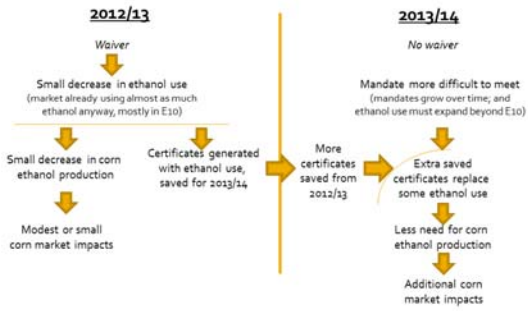 2012/13
Waiver
Small decrease in ethanol use
(market already using almost as much
ethanol anyway, mostly in E10)
Small decrease in corn
ethanol production
Certificates generated
with ethanol use,
saved for 2013/14
Modest or small
corn market impacts
2013/14
No waiver
Mandate more difficult to meet
(mandates grow over time; and
ethanol use must expand beyond E10)
More
certificates
saved from
2012/13
Extra saved
certificates replace
some ethanol use
Less need for corn
ethanol production
Additional corn
market impacts